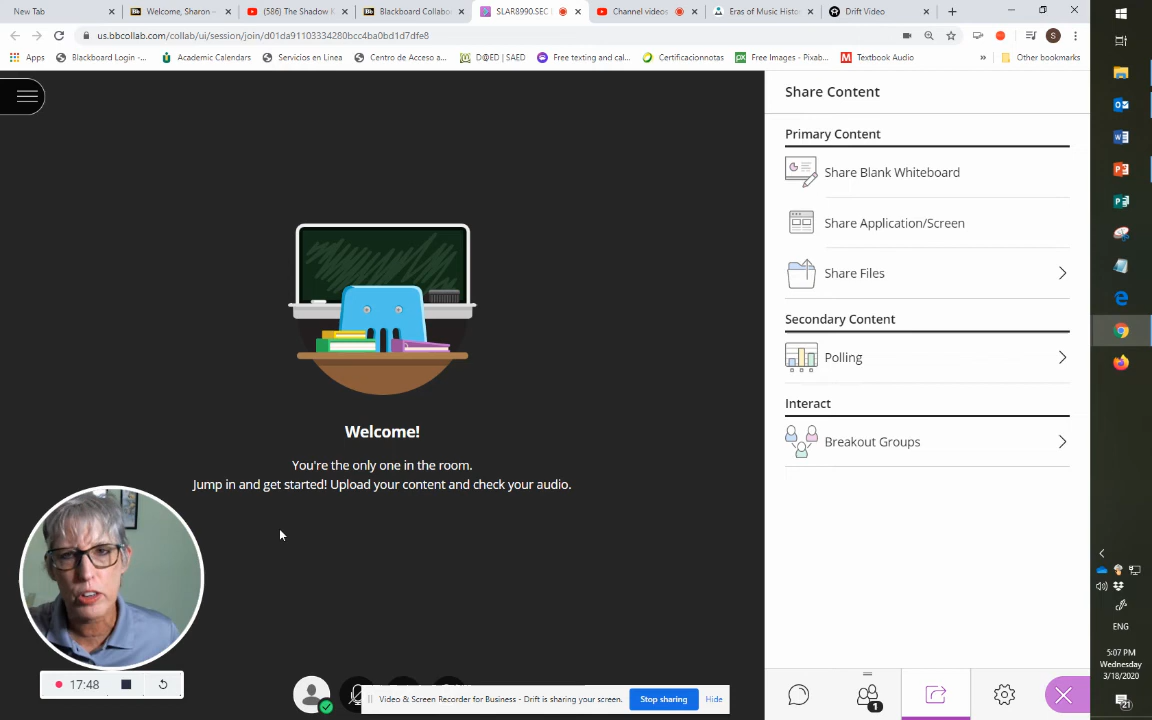 New Tab
Welcome, Sharon –
(586) The Shadow K
Blackboard Collabo
SLAR8990.SEC
Channel videos
Eras of Music Histo
Drift Video
us.bbcollab.com/collab/ui/session/join/d01da91103334280bcc4ba0bd1d7dfe8
Apps
Blackboard Login -...
Academic Calendars
Servicios en Linea
Centro de Acceso a...
D@ED | SAED
Free texting and cal...
Certificacionnotas
Free Images - Pixab...
Textbook Audio
»
Other bookmarks
Share Content
Primary Content
Share Blank Whiteboard
Share Application/Screen
Share Files
Secondary Content
Polling
Interact
Breakout Groups
Welcome!
You're the only one in the room.
Jump in and get started! Upload your content and check your audio.
17:48
Video & Screen Recorder for Business - Drift is sharing your screen.
Stop sharing
Hide
1
ENG
5:07 PM
Wednesday
3/18/2020
21